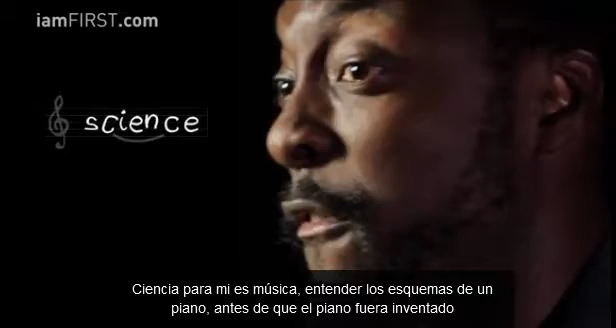 iamFIRST.com
science
Ciencia para mi es música, entender los esquemas de un
piano, antes de que el piano fuera inventado